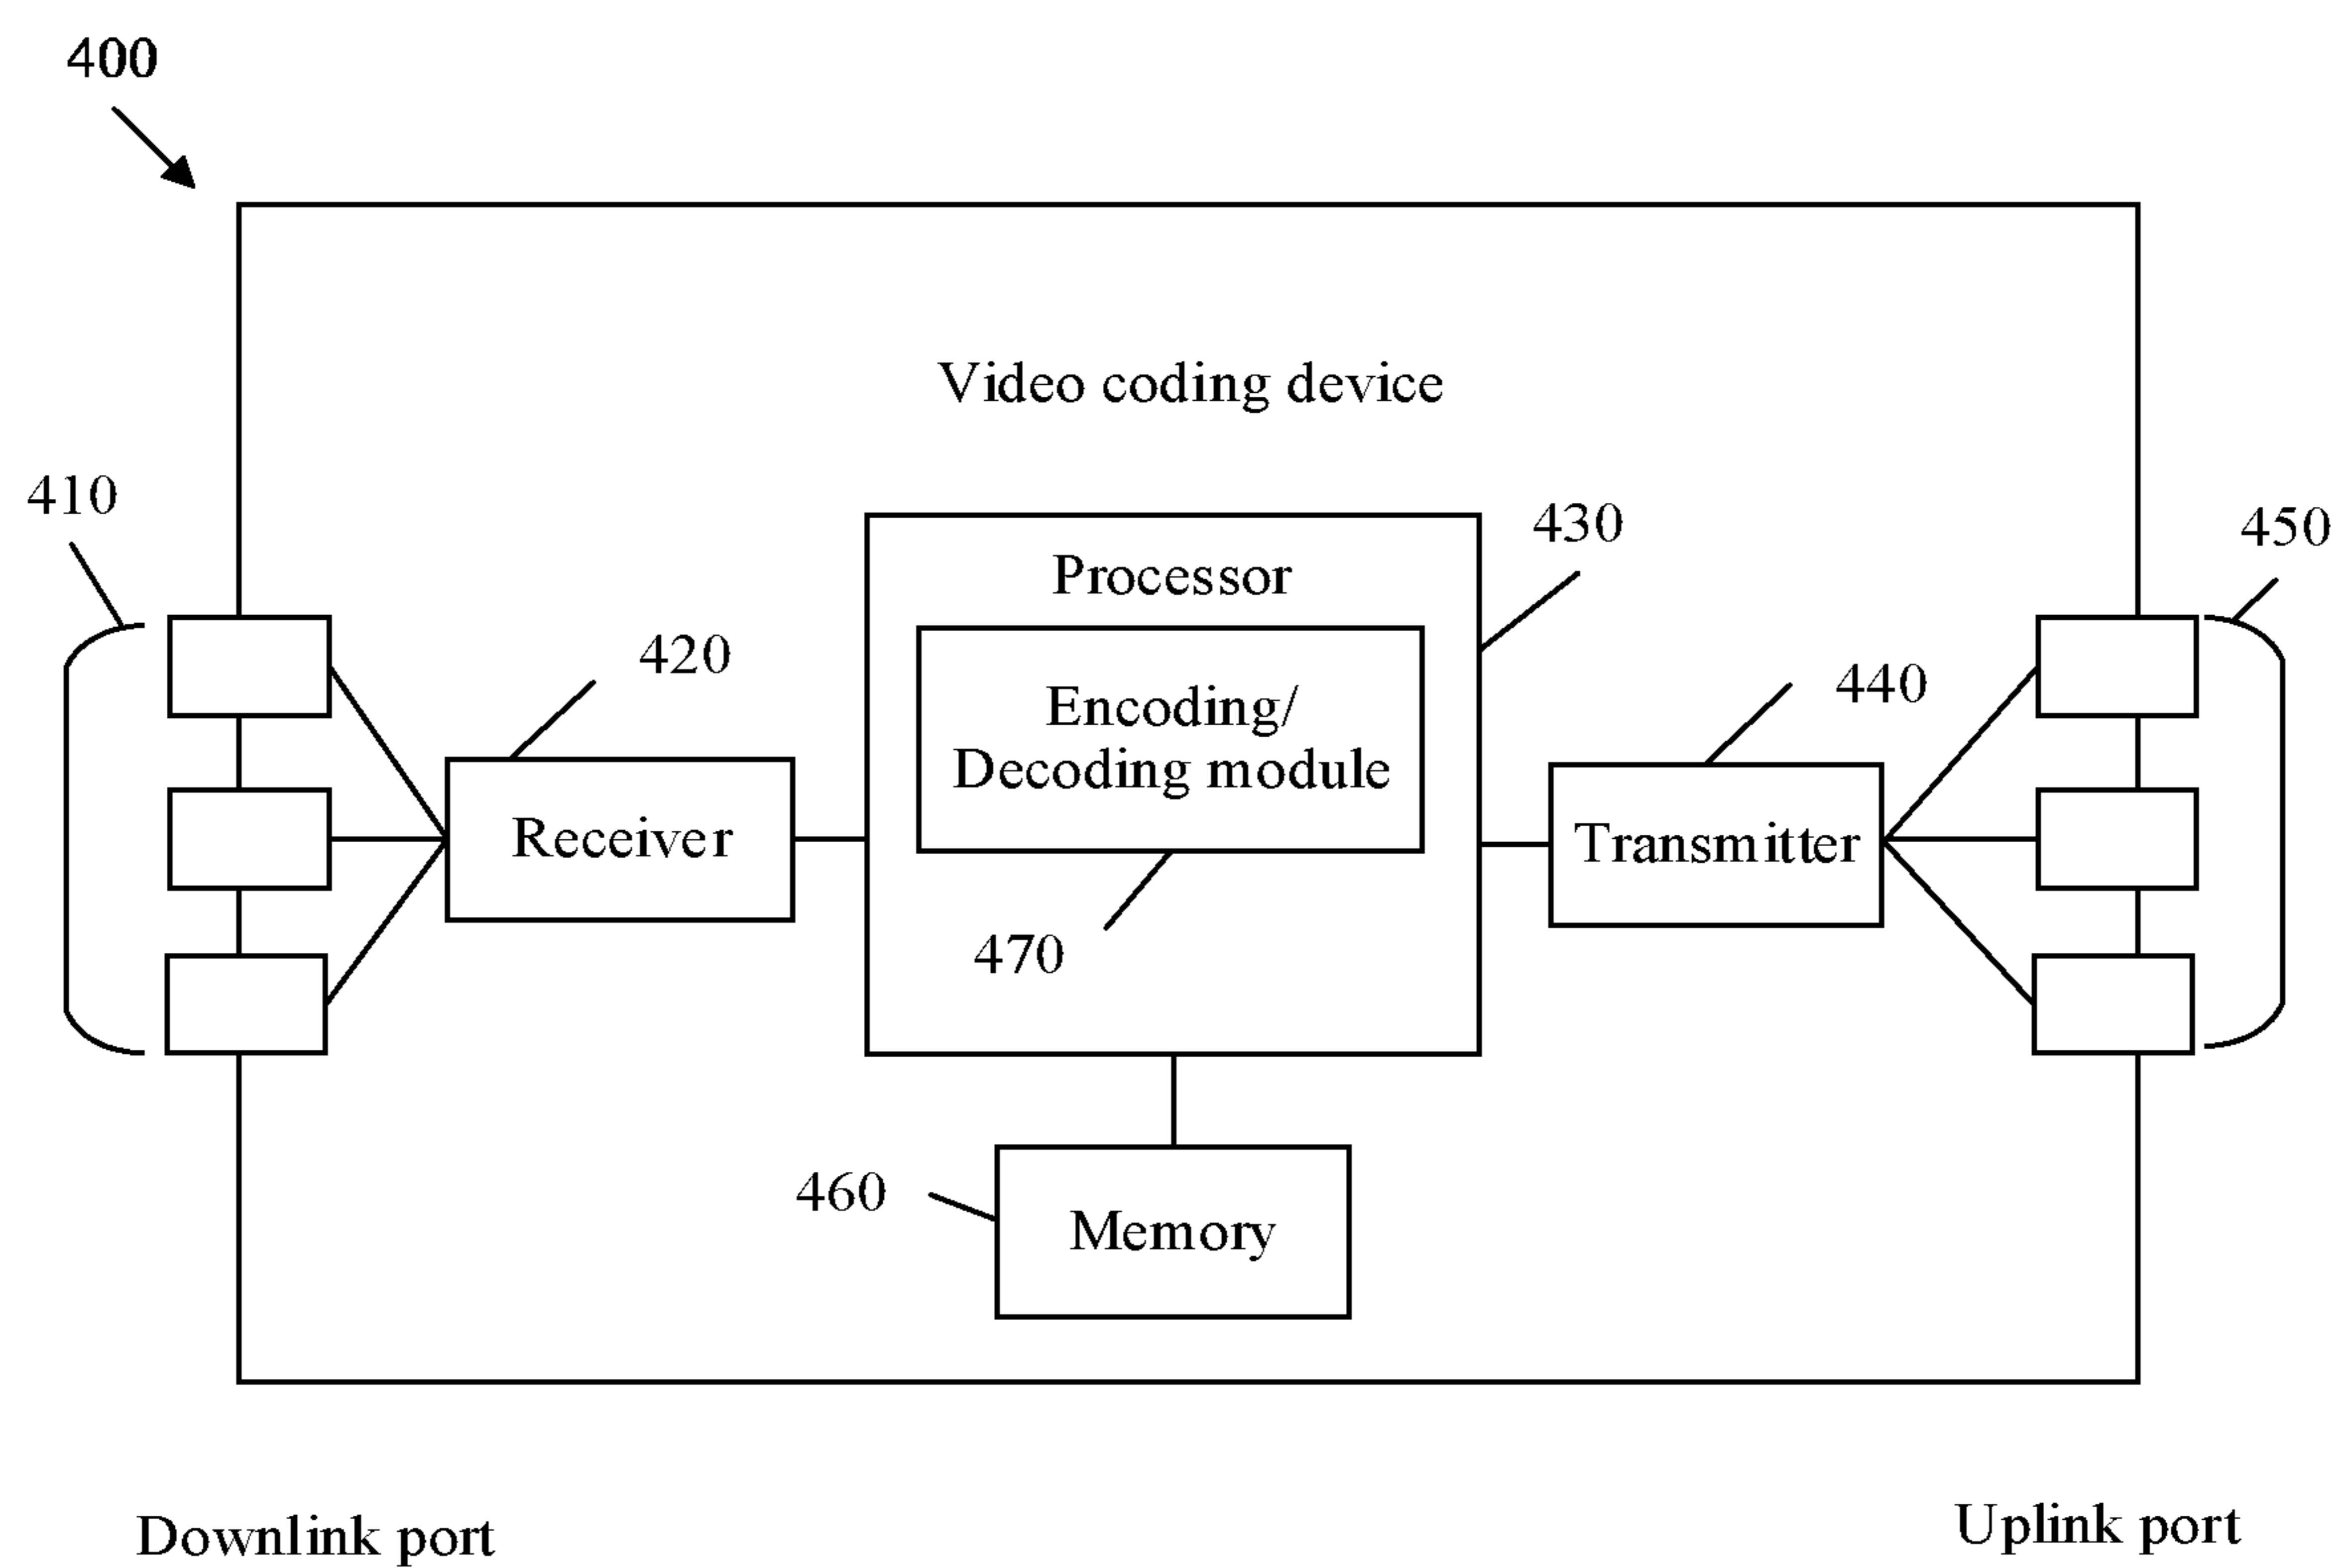 400
Video coding device
410
430
450
Processor
420
440
Encoding/
Decoding module
Receiver
Transmitter
470
460
Memory
Downlink port
Uplink port